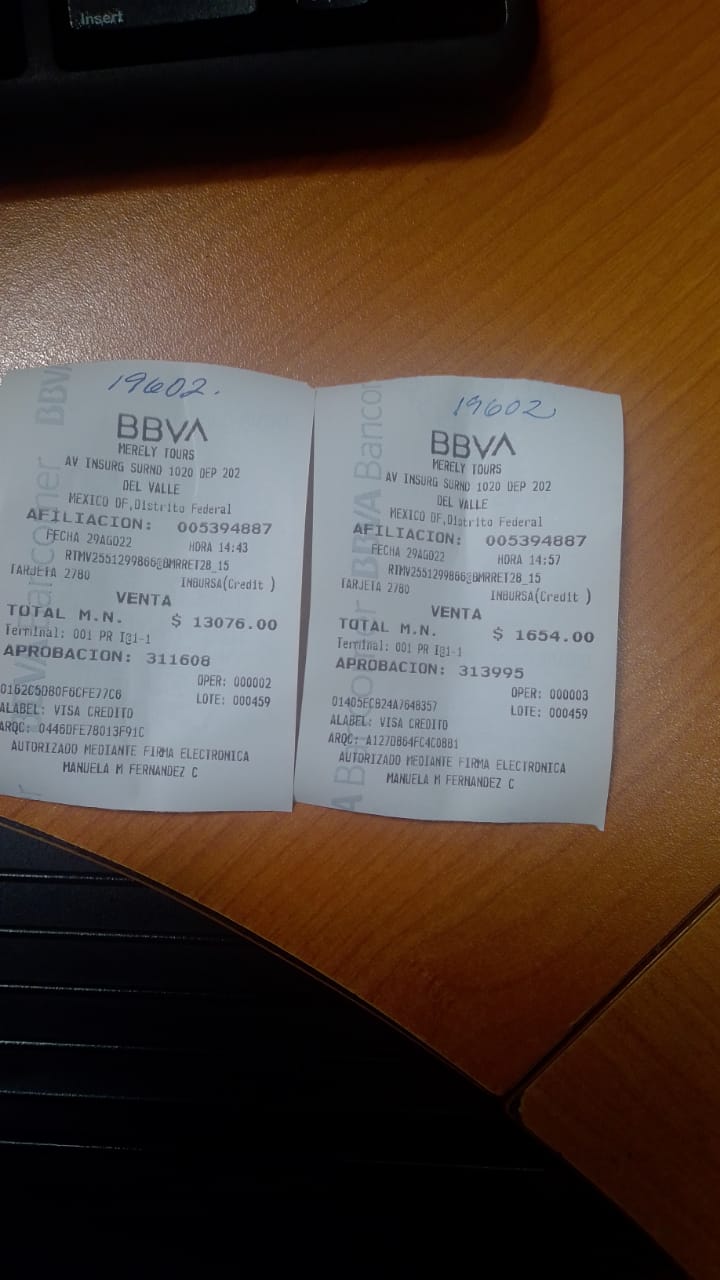 Insert
19602.
BBVA
MERELY TOURS
AV INSURG SURNO 1020 DEP 202
DEL VALLE
MEXICO DF,Distrito Federal
AFILIACION: 005394887
FECHA 29AGO22 HORA 14:43
RTMV2551299866@BMRRET28_15
TARJETA 2780 INBURSA(Credit )
VENTA
TOTAL M.N. $ 13076.00
Terminal: 001 PR I@1-1
APROBACION: 311608
OPER: 000002
0162C5D80F6CFE77C6
LOTE: 000459
ALABEL: VISA CREDITO
ARQC: 0446DFE78013F91C
AUTORIZADO MEDIANTE FIRMA ELECTRONICA
MANUELA M FERNANDEZ C
19602
BBVA
MERELY TOURS
AV INSURG SURNO 1020 DEP 202
DEL VALLE
MEXICO DF,Distrito Federal
AFILIACION: 005394887
FECHA 29AGO22 HORA 14:57
RTMV2551299866@BMRRET28_15
TARJETA 2780 INBURSA(Credit )
VENTA
TOTAL M.N. $ 1654.00
Terminal: 001 PR I@1-1
APROBACION: 313995
OPER: 000003
01405FC824A7648357
LOTE: 000459
ALABEL: VISA CREDITO
ARQC: A127D864FC4C0881
AUTORIZADO MEDIANTE FIRMA ELECTRONICA
MANUELA M FERNANDEZ C
BBVA Bancomer